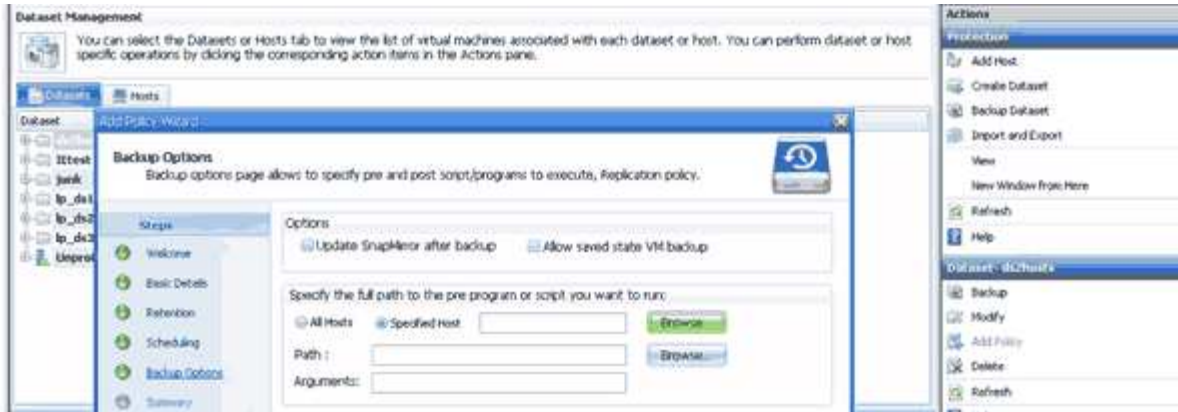 Dataset Management
You can select the Datasets or Hosts tab to view the list of virtual machines associated with each dataset or host. You can perform dataset or host
specific operations by clicking the corresponding action items in the Actions pane.
Datasets
Hosts
Dataset
IItest
junk
lp_ds1
lp_ds2
lp_ds3
Add Policy Wizard
Backup Options
Backup options page allows to specify pre and post script/programs to execute, Replication policy.
Steps
Welcome
Basic Details
Retention
Scheduling
Backup Options
Summary
Options
Update SnapMirror after backup
Allow saved state VM backup
Specify the full path to the pre program or script you want to run:
All Hosts
Specified Host
Browse
Path :
Browse...
Arguments:
Actions
Protection
Add Host
Create Dataset
Backup Dataset
Import and Export
View
New Window from Here
Refresh
Help
Dataset- ds2hosts
Backup
Modify
Add Policy
Delete
Refresh